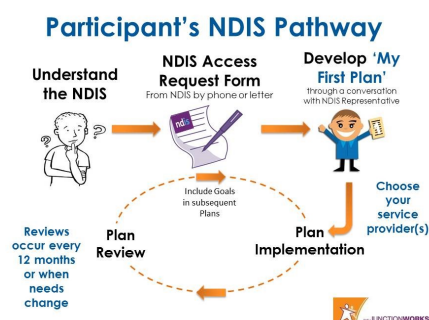 Participant's NDIS Pathway
Understand
the NDIS
NDIS Access
Request Form
From NDIS by phone or letter
Develop 'My
First Plan'
through a conversation
with NDIS Representative
ndis
?
?
Include Goals
in subsequent
Plans
Choose
your
service
provider(s)
Plan
Implementation
Plan
Review
Reviews
occur every
12 months
or when
needs
change
JUNCTIONWORKS